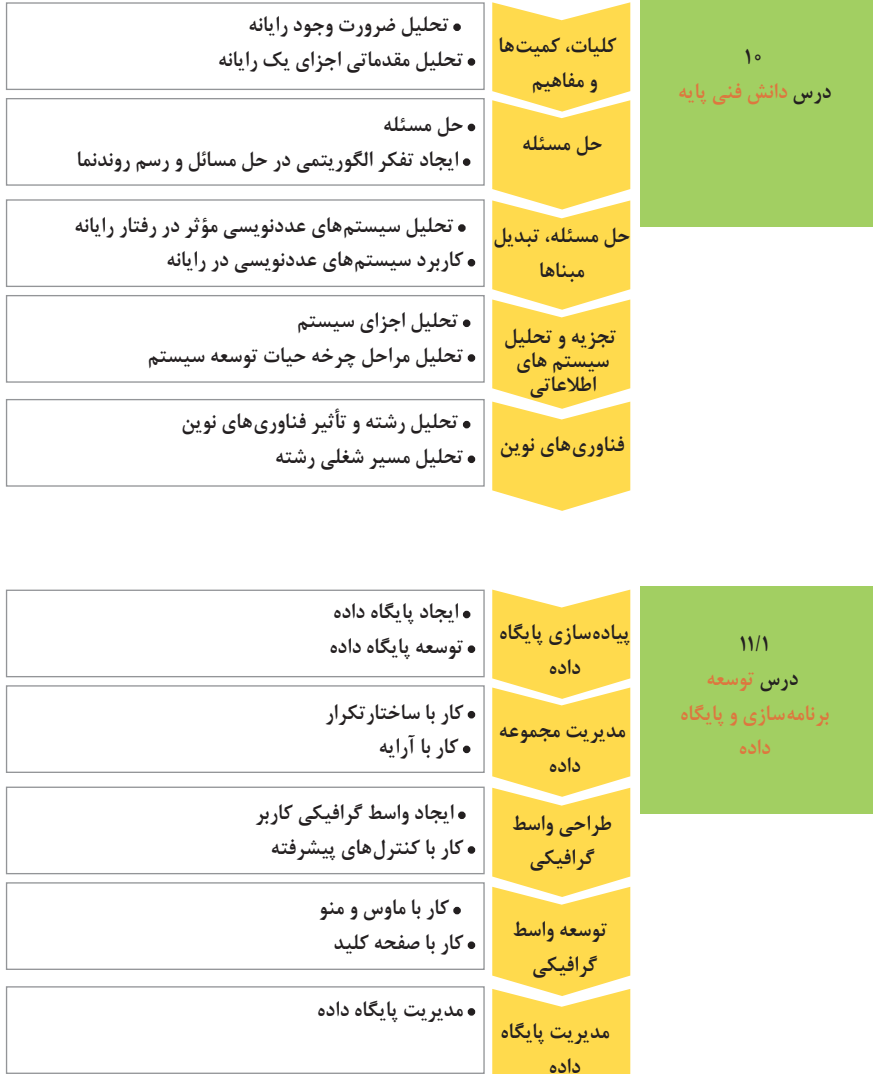 ۱۰
درس دانش فنی پایه
کلیات، کمیت‌ها
و مفاهیم
• تحلیل ضرورت وجود رایانه
• تحلیل مقدماتی اجزای یک رایانه
حل مسئله
• حل مسئله
• ایجاد تفکر الگوریتمی در حل مسائل و رسم روندنما
حل مسئله، تبدیل
مبناها
• تحلیل سیستم‌های عددنویسی مؤثر در رفتار رایانه
• کاربرد سیستم‌های عددنویسی در رایانه
تجزیه و تحلیل
سیستم های
اطلاعاتی
• تحلیل اجزای سیستم
• تحلیل مراحل چرخه حیات توسعه سیستم
فناوری‌های نوین
• تحلیل رشته و تأثیر فناوری‌های نوین
• تحلیل مسیر شغلی رشته
۱۱/۱
درس توسعه
برنامه‌سازی و پایگاه
داده
پیاده‌سازی پایگاه
داده
• ایجاد پایگاه داده
• توسعه پایگاه داده
مدیریت مجموعه
داده
• کار با ساختارتکرار
• کار با آرایه
طراحی واسط
گرافیکی
• ایجاد واسط گرافیکی کاربر
• کار با کنترل‌های پیشرفته
توسعه واسط
گرافیکی
• کار با ماوس و منو
• کار با صفحه کلید
مدیریت پایگاه
داده
• مدیریت پایگاه داده